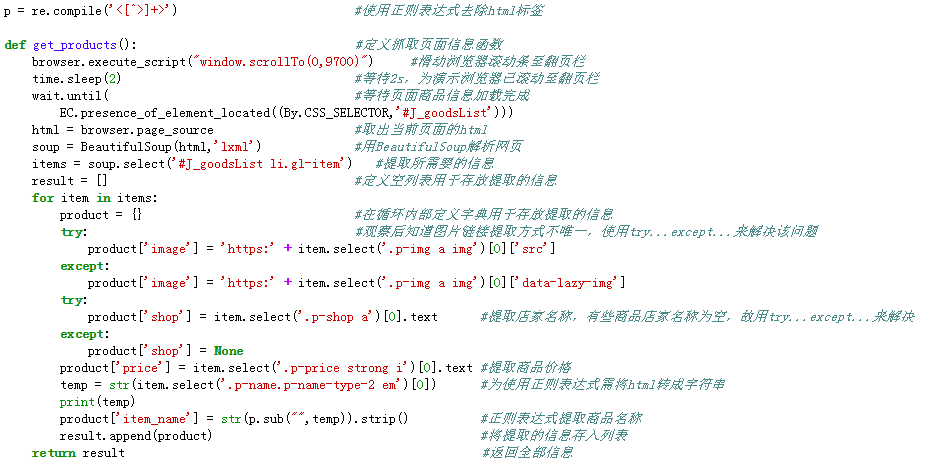 p = re.compile('<[^>]+>')                          #使用正则表达式去除html标签

def get_products():                                #定义抓取页面信息函数
    browser.execute_script("window.scrollTo(0,9700)")     #滑动浏览器滚动条至翻页栏
    time.sleep(2)                                  #等待2s，为演示浏览器已滚动至翻页栏
    wait.until(                                    #等待页面商品信息加载完成
        EC.presence_of_element_located((By.CSS_SELECTOR,'#J_goodsList')))
    html = browser.page_source                     #取出当前页面的html
    soup = BeautifulSoup(html,'lxml')              #用BeautifulSoup解析网页
    items = soup.select('#J_goodsList li.gl-item')    #提取所需要的信息
    result = []                                    #定义空列表用于存放提取的信息
    for item in items:
        product = {}                               #在循环内部定义字典用于存放提取的信息
        try:                                       #观察后知道图片链接提取方式不唯一，使用try...except...来解决该问题
            product['image'] = 'https:' + item.select('.p-img a img')[0]['src']
        except:
            product['image'] = 'https:' + item.select('.p-img a img')[0]['data-lazy-img']
        try:
            product['shop'] = item.select('.p-shop a')[0].text      #提取店家名称，有些商品店家名称为空，故用try...except...来解决
        except:
            product['shop'] = None
        product['price'] = item.select('.p-price strong i')[0].text #提取商品价格
        temp = str(item.select('.p-name.p-name-type-2 em')[0])      #为使用正则表达式需将html转成字符串
        print(temp)
        product['item_name'] = str(p.sub("",temp)).strip()          #正则表达式提取商品名称
        result.append(product)                                      #将提取的信息存入列表
    return result                                                   #返回全部信息